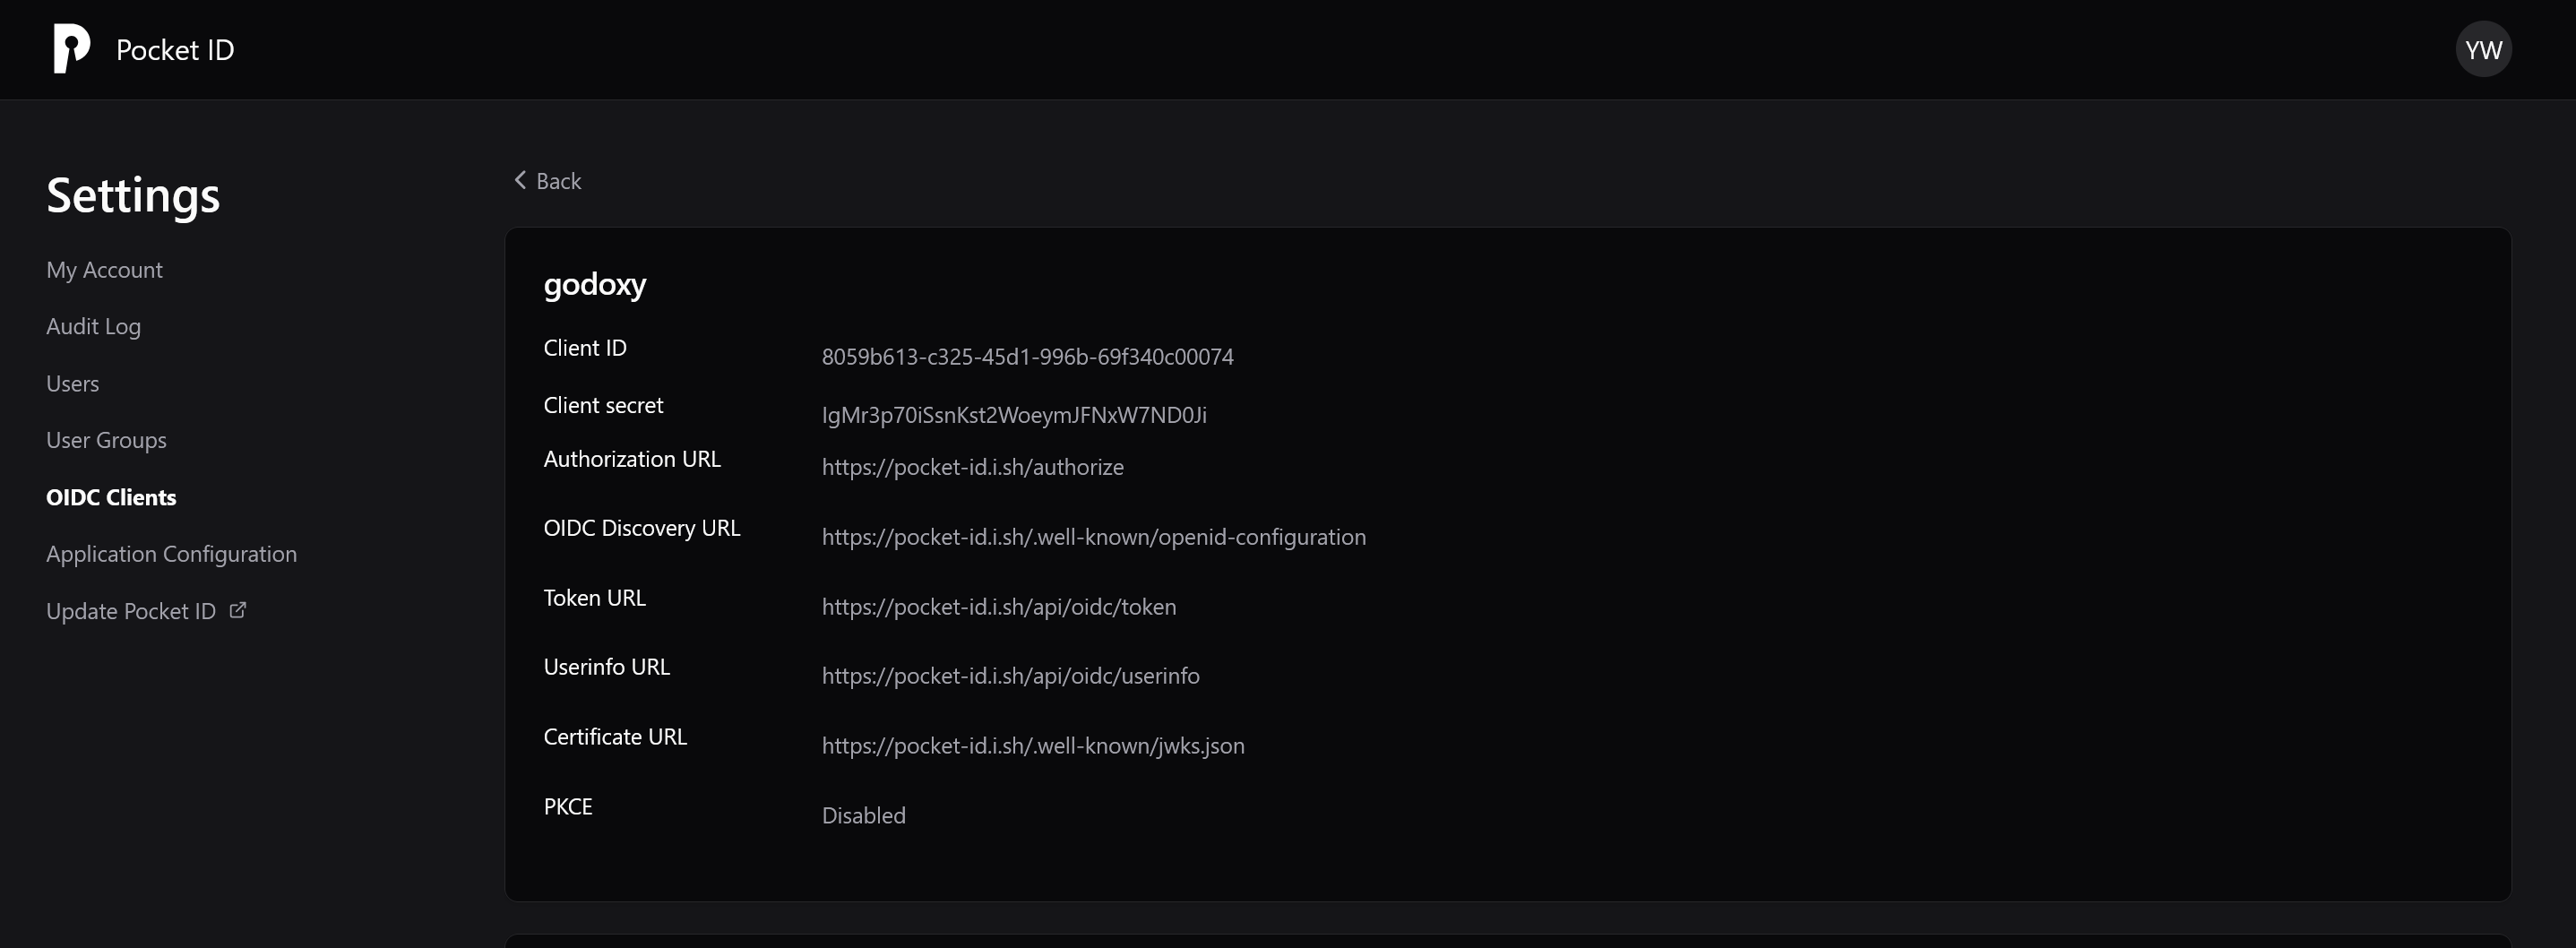 Pocket ID
YW
Settings
My Account
Audit Log
Users
User Groups
OIDC Clients
Application Configuration
Update Pocket ID
Back
godoxy
Client ID
8059b613-c325-45d1-996b-69f340c00074
Client secret
IgMr3p70iSsnKst2WoeymJFNxW7ND0Ji
Authorization URL
https://pocket-id.i.sh/authorize
OIDC Discovery URL
https://pocket-id.i.sh/.well-known/openid-configuration
Token URL
https://pocket-id.i.sh/api/oidc/token
Userinfo URL
https://pocket-id.i.sh/api/oidc/userinfo
Certificate URL
https://pocket-id.i.sh/.well-known/jwks.json
PKCE
Disabled